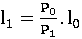 l₁ = P₀/P₁ . l₀